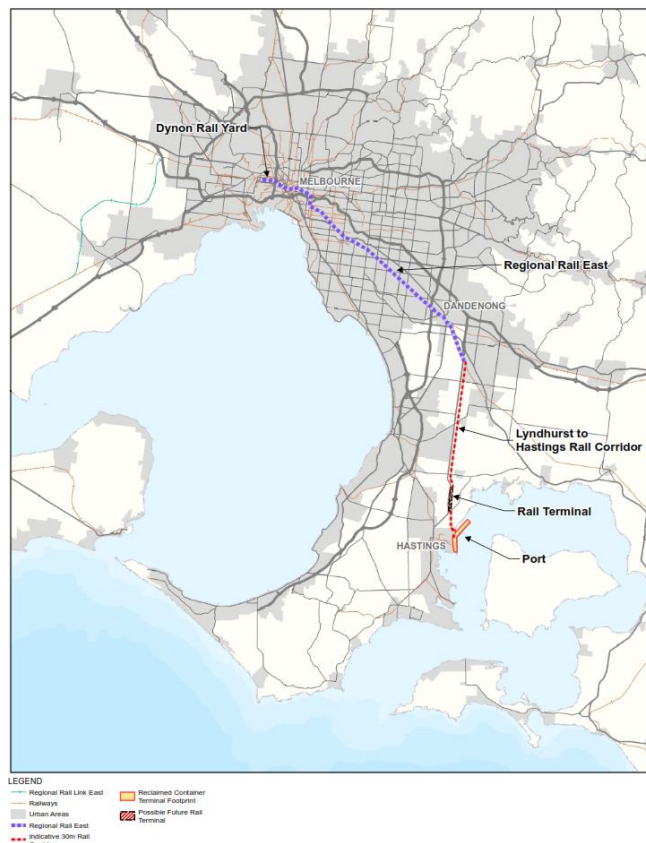 Dynon Rail Yard
MELBOURNE
Regional Rail East
DANDENONG
Lyndhurst to
Hastings Rail Corridor
Rail Terminal
HASTINGS
Port
LEGEND
Regional Rail Link East
Railways
Urban Areas
Regional Rail East
Indicative 30m Rail
Reclaimed Container
Terminal Footprint
Possible Future Rail
Terminal